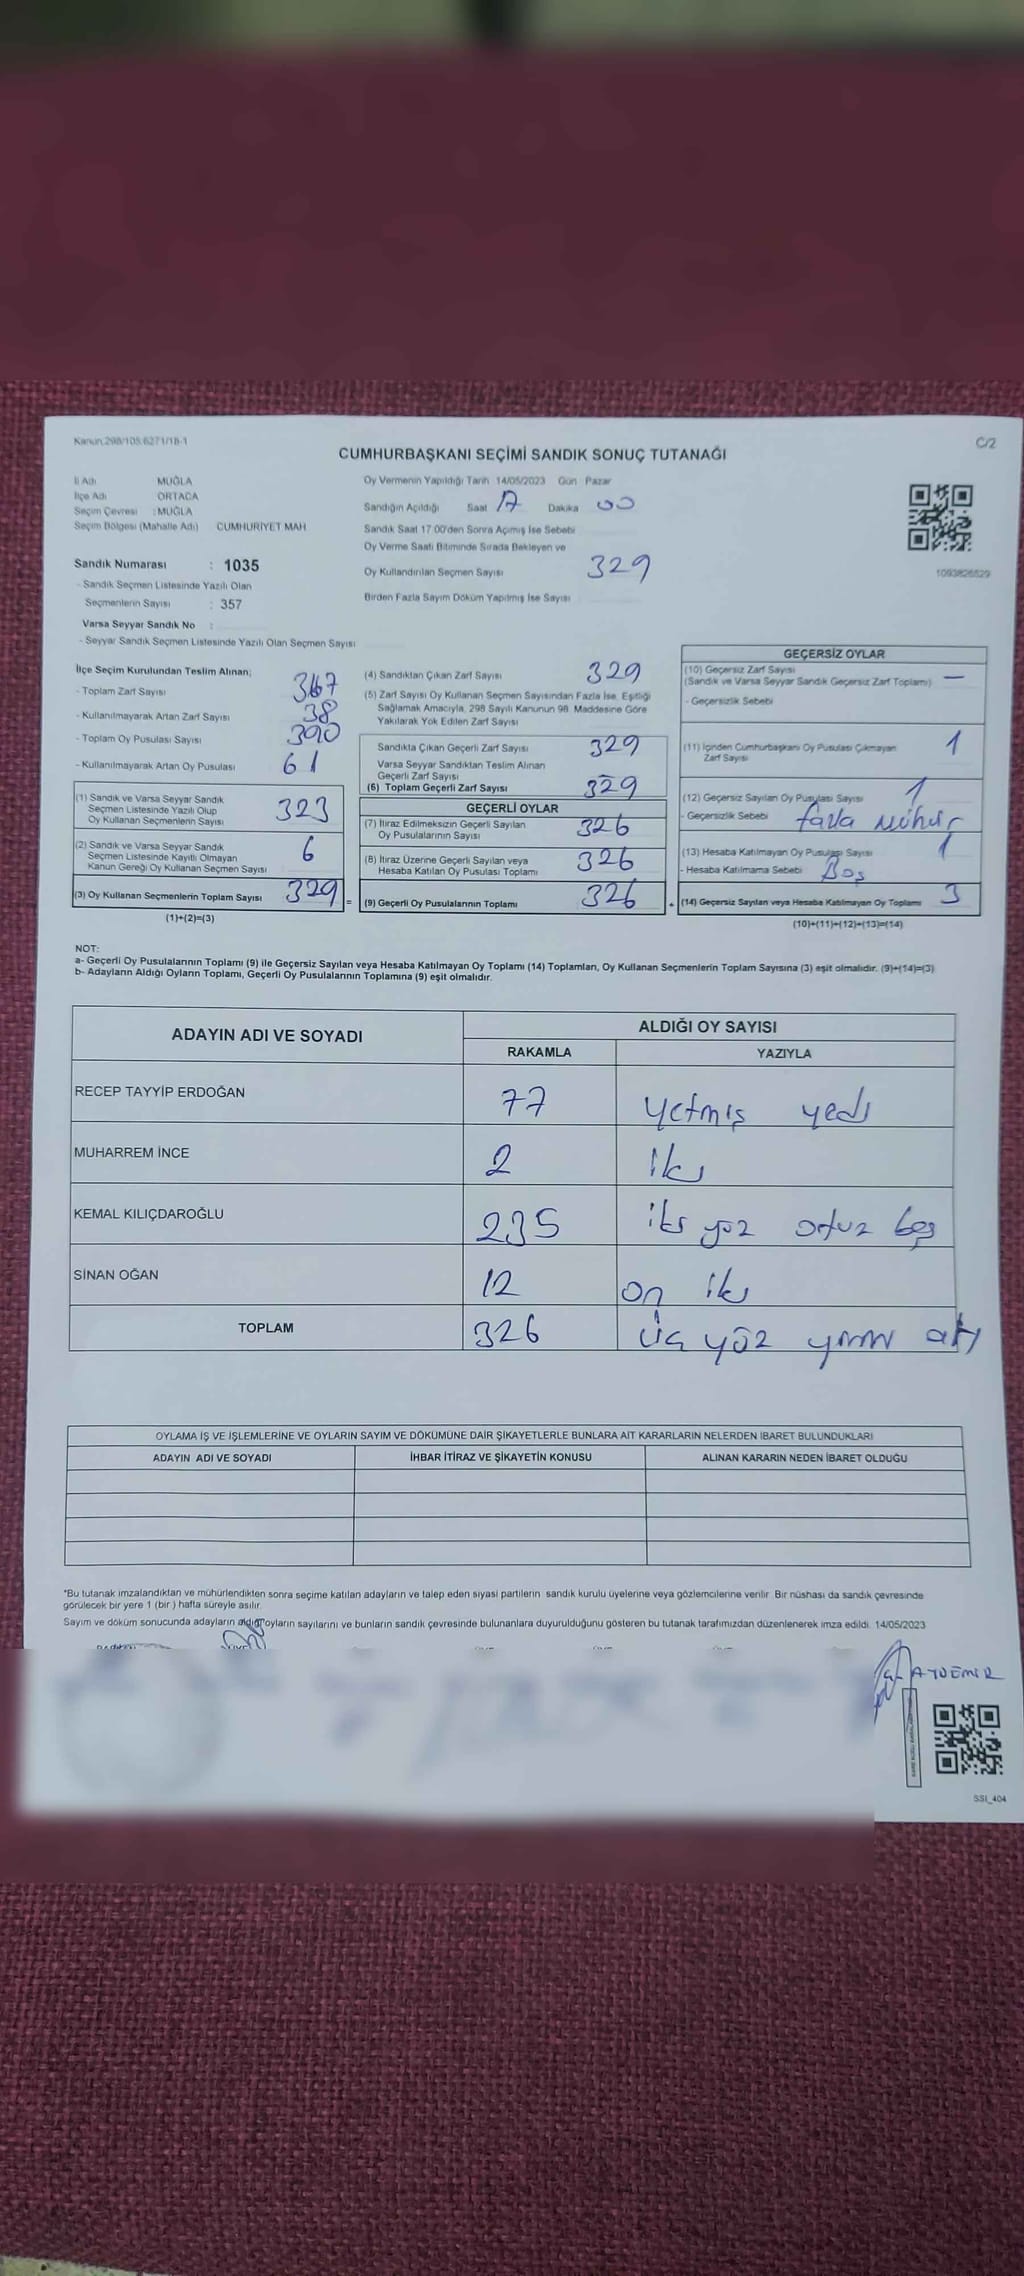 Kanun.298/105.6271/18-1
C/2
CUMHURBAŞKANI SEÇİMİ SANDIK SONUÇ TUTANAĞI
İl Adı MUĞLA
İlçe Adı ORTACA
Seçim Çevresi : MUĞLA
Seçim Bölgesi (Mahalle Adı) CUMHURİYET MAH
Sandık Numarası : 1035
- Sandık Seçmen Listesinde Yazılı Olan
Seçmenlerin Sayısı : 357
Varsa Seyyar Sandık No :
- Seyyar Sandık Seçmen Listesinde Yazılı Olan Seçmen Sayısı
Oy Vermenin Yapıldığı Tarih 14/05/2023 Gün Pazar
Sandığın Açıldığı Saat 17 Dakika 00
Sandık Saat 17:00'den Sonra Açımış İse Sebebi
Oy Verme Saati Bitiminde Sırada Bekleyen ve
Oy Kullandırılan Seçmen Sayısı 329
Birden Fazla Sayım Döküm Yapılmış İse Sayısı
1093826529
İlçe Seçim Kurulundan Teslim Alınan;
- Toplam Zarf Sayısı
- Kullanılmayarak Artan Zarf Sayısı 38
- Toplam Oy Pusulası Sayısı 390
- Kullanılmayarak Artan Oy Pusulası 61
(1) Sandık ve Varsa Seyyar Sandık
Seçmen Listesinde Yazılı Olup
Oy Kullanan Seçmenlerin Sayısı 323
(2) Sandık ve Varsa Seyyar Sandık
Seçmen Listesinde Kayıtlı Olmayan
Kanun Gereği Oy Kullanan Seçmen Sayısı 6
(3) Oy Kullanan Seçmenlerin Toplam Sayısı 329 =
(1)+(2)=(3)
(4) Sandıktan Çıkan Zarf Sayısı 329
(5) Zarf Sayısı Oy Kullanan Seçmen Sayısından Fazla İse, Eşitliği
Sağlamak Amacıyla, 298 Sayılı Kanunun 98. Maddesine Göre
Yakılarak Yok Edilen Zarf Sayısı
Sandıkta Çıkan Geçerli Zarf Sayısı 329
Varsa Seyyar Sandıktan Teslim Alınan
Geçerli Zarf Sayısı
(6) Toplam Geçerli Zarf Sayısı 329
GEÇERLİ OYLAR
(7) İtiraz Edilmeksizin Geçerli Sayılan
Oy Pusulalarının Sayısı 326
(8) İtiraz Üzerine Geçerli Sayılan veya
Hesaba Katılan Oy Pusulası Toplamı 326
(9) Geçerli Oy Pusulalarının Toplamı 326 +
GEÇERSİZ OYLAR
(10) Geçersiz Zarf Sayısı
(Sandık ve Varsa Seyyar Sandık Geçersiz Zarf Toplamı) —
- Geçersizlik Sebebi
(11) İçinden Cumhurbaşkanı Oy Pusulası Çıkmayan 1
Zarf Sayısı
(12) Geçersiz Sayılan Oy Pusulası Sayısı 1
- Geçersizlik Sebebi fazla mühür
(13) Hesaba Katılmayan Oy Pusulası Sayısı 1
- Hesaba Katılmama Sebebi Boş
(14) Geçersiz Sayılan veya Hesaba Katılmayan Oy Toplamı 3
(10)+(11)+(12)+(13)=(14)
NOT:
a- Geçerli Oy Pusulalarının Toplamı (9) ile Geçersiz Sayılan veya Hesaba Katılmayan Oy Toplamı (14) Toplamları, Oy Kullanan Seçmenlerin Toplam Sayısına (3) eşit olmalıdır. (9)+(14)=(3)
b- Adayların Aldığı Oyların Toplamı, Geçerli Oy Pusulalarının Toplamına (9) eşit olmalıdır.
ADAYIN ADI VE SOYADI ALDIĞI OY SAYISI
RAKAMLA YAZIYLA
RECEP TAYYİP ERDOĞAN 77 yetmiş yedi
MUHARREM İNCE 2 iki
KEMAL KILIÇDAROĞLU 235 iki yüz otuz beş
SİNAN OĞAN 12 on iki
TOPLAM 326 üç yüz yirmi altı
OYLAMA İŞ VE İŞLEMLERİNE VE OYLARIN SAYIM VE DÖKÜMÜNE DAİR ŞİKAYETLERLE BUNLARA AİT KARARLARIN NELERDEN İBARET BULUNDUKLARI
ADAYIN ADI VE SOYADI İHBAR İTİRAZ VE ŞİKAYETİN KONUSU ALINAN KARARIN NEDEN İBARET OLDUĞU
*Bu tutanak imzalandıktan ve mühürlendikten sonra seçime katılan adayların ve talep eden siyasi partilerin sandık kurulu üyelerine veya gözlemcilerine verilir. Bir nüshası da sandık çevresinde
görülecek bir yere 1 (bir ) hafta süreyle asılır.
Sayım ve döküm sonucunda adayların aldığı oyların sayılarını ve bunların sandık çevresinde bulunanlara duyurulduğunu gösteren bu tutanak tarafımızdan düzenlenerek imza edildi. 14/05/2023
AYDEMİR
SSI_404